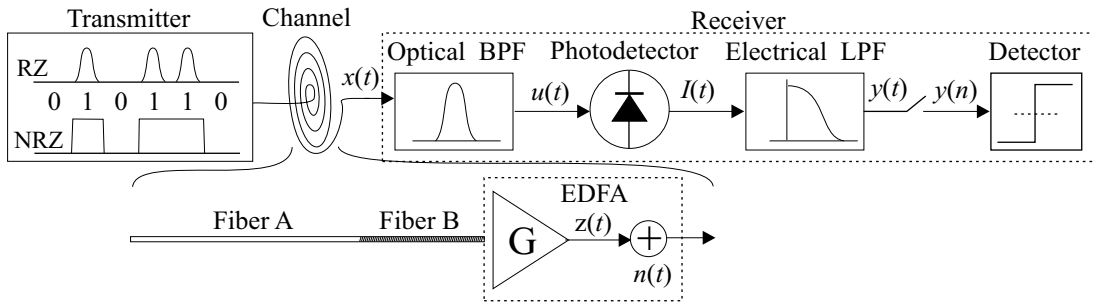 Transmitter
Channel
Receiver
RZ
0 1 0 1 1 0
NRZ
x(t)
Optical BPF
u(t)
Photodetector
I(t)
Electrical LPF
y(t)
y(n)
Detector
Fiber A
Fiber B
EDFA
G
z(t)
n(t)